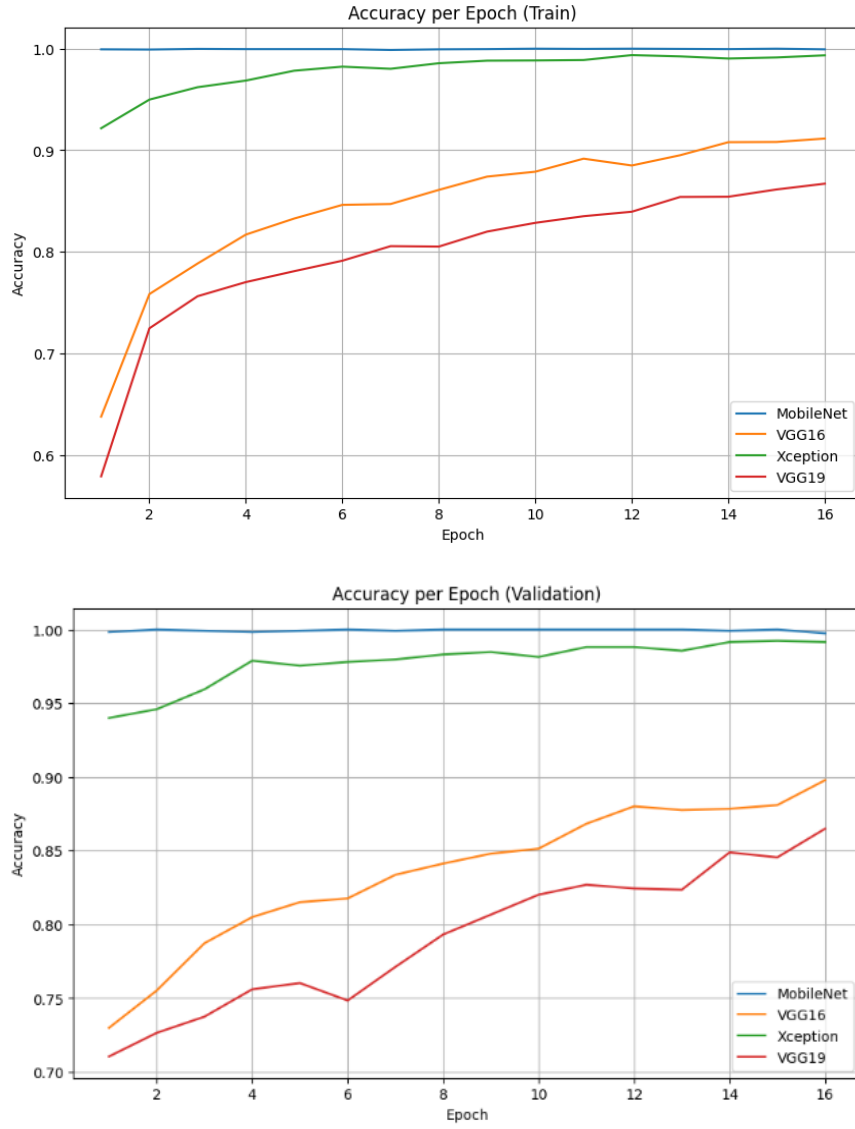 Accuracy per Epoch (Train)
1.0
0.9
0.8
0.7
0.6
Accuracy
2 4 6 8 10 12 14 16
Epoch
MobileNet
VGG16
Xception
VGG19
Accuracy per Epoch (Validation)
1.00
0.95
0.90
0.85
0.80
0.75
0.70
Accuracy
2 4 6 8 10 12 14 16
Epoch
MobileNet
VGG16
Xception
VGG19